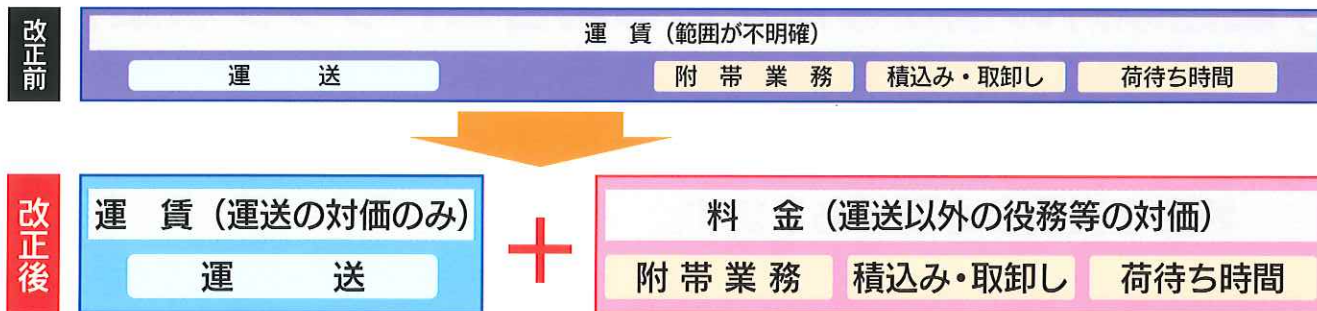 改正前
運 賃（範囲が不明確）
運 送
附 帯 業 務
積込み・取卸し
荷待ち時間
改正後
運 賃（運送の対価のみ）
運 送
＋
料 金（運送以外の役務等の対価）
附帯業務
積込み・取卸し
荷待ち時間